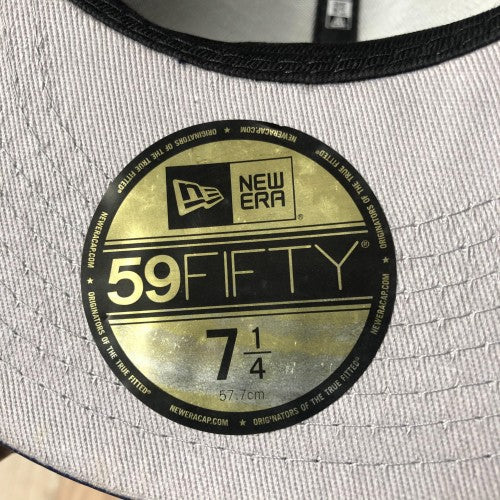 NEW ERA
59FIFTY®
7 1/4
57.7cm
NEWERACAP.COM ★ ORIGINATORS OF THE TRUE FITTED® ★ NEWERACAP.COM ★ ORIGINATORS OF THE TRUE FITTED® ★ NEWERACAP.COM ★ ORIGINATORS OF THE TRUE FITTED® ★ NEWERACAP.COM ★ ORIGINATORS OF THE TRUE FITTED®